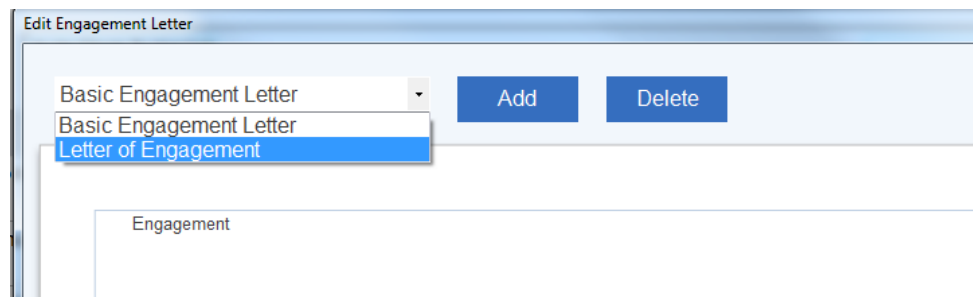 Edit Engagement Letter
Basic Engagement Letter Add Delete
Basic Engagement Letter
Letter of Engagement
Engagement